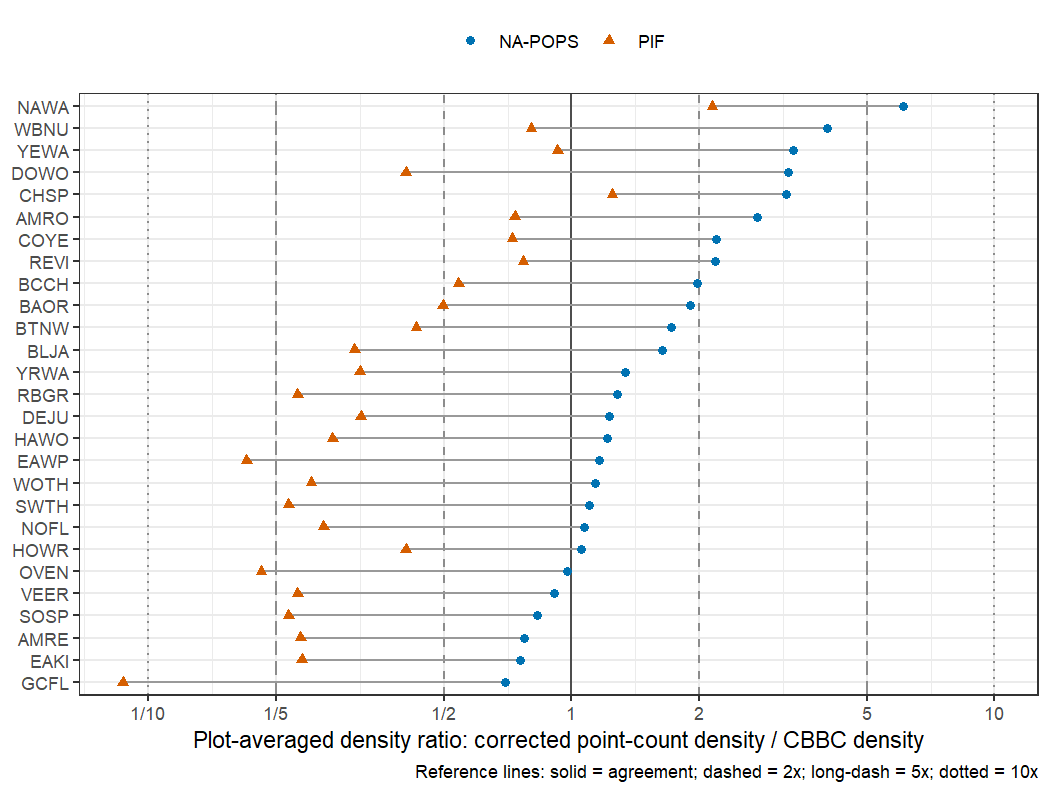 NA-POPS PIF
NAWA
WBNU
YEWA
DOWO
CHSP
AMRO
COYE
REVI
BCCH
BAOR
BTNW
BLJA
YRWA
RBGR
DEJU
HAWO
EAWP
WOTH
SWTH
NOFL
HOWR
OVEN
VEER
SOSP
AMRE
EAKI
GCFL
1/10 1/5 1/2 1 2 5 10
Plot-averaged density ratio: corrected point-count density / CBBC density
Reference lines: solid = agreement; dashed = 2x; long-dash = 5x; dotted = 10x